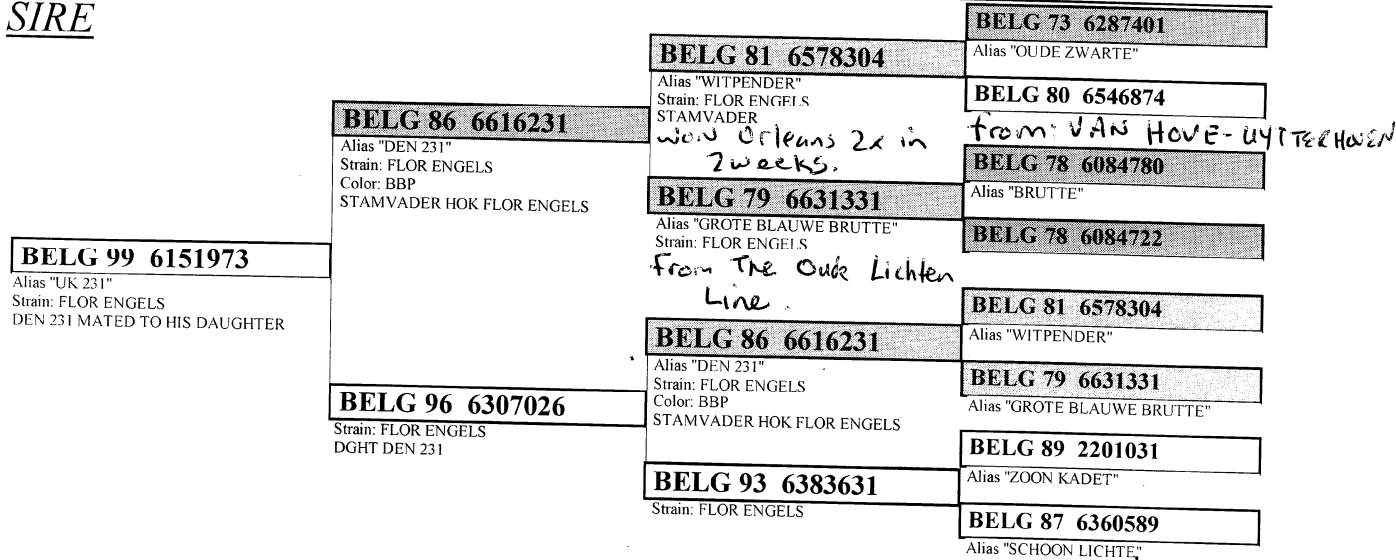 SIRE
BELG 99 6151973
Alias "UK 231"
Strain: FLOR ENGELS
DEN 231 MATED TO HIS DAUGHTER
BELG 86 6616231
Alias "DEN 231"
Strain: FLOR ENGELS
Color: BBP
STAMVADER HOK FLOR ENGELS
BELG 96 6307026
Strain: FLOR ENGELS
DGHT DEN 231
BELG 81 6578304
Alias "WITPENDER"
Strain: FLOR ENGELS
STAMVADER
won Orleans 2x in
2 weeks.
BELG 79 6631331
Alias "GROTE BLAUWE BRUTTE"
Strain: FLOR ENGELS
From The Oude Lichten
Line.
BELG 86 6616231
Alias "DEN 231"
Strain: FLOR ENGELS
Color: BBP
STAMVADER HOK FLOR ENGELS
BELG 93 6383631
Strain: FLOR ENGELS
BELG 73 6287401
Alias "OUDE ZWARTE"
BELG 80 6546874
from: VAN HOVE-UYTTERHOVEN
BELG 78 6084780
Alias "BRUTTE"
BELG 78 6084722
BELG 81 6578304
Alias "WITPENDER"
BELG 79 6631331
Alias "GROTE BLAUWE BRUTTE"
BELG 89 2201031
Alias "ZOON KADET"
BELG 87 6360589
Alias "SCHOON LICHTE"